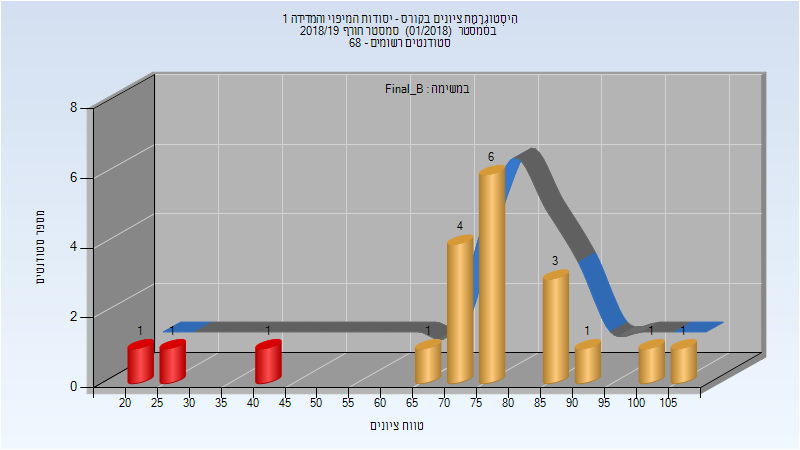 היסטוגרמת ציונים בקורס - יסודות המיפוי והמדידה 1
בסמסטר (01/2018) סמסטר חורף 2018/19
סטודנטים רשומים - 68
במשימה : Final_B
8
6
4
2
0
מספר סטודנטים
1 1 1 1 4 6 3 1 1 1
20 25 30 35 40 45 50 55 60 65 70 75 80 85 90 95 100 105
טווח ציונים